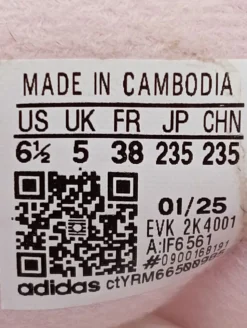 MADE IN CAMBODIA
US UK FR JP CHN
6½ 5 38 235 235
01/25
EVK 2K4001
A:IF6561
#0900168191
adidas